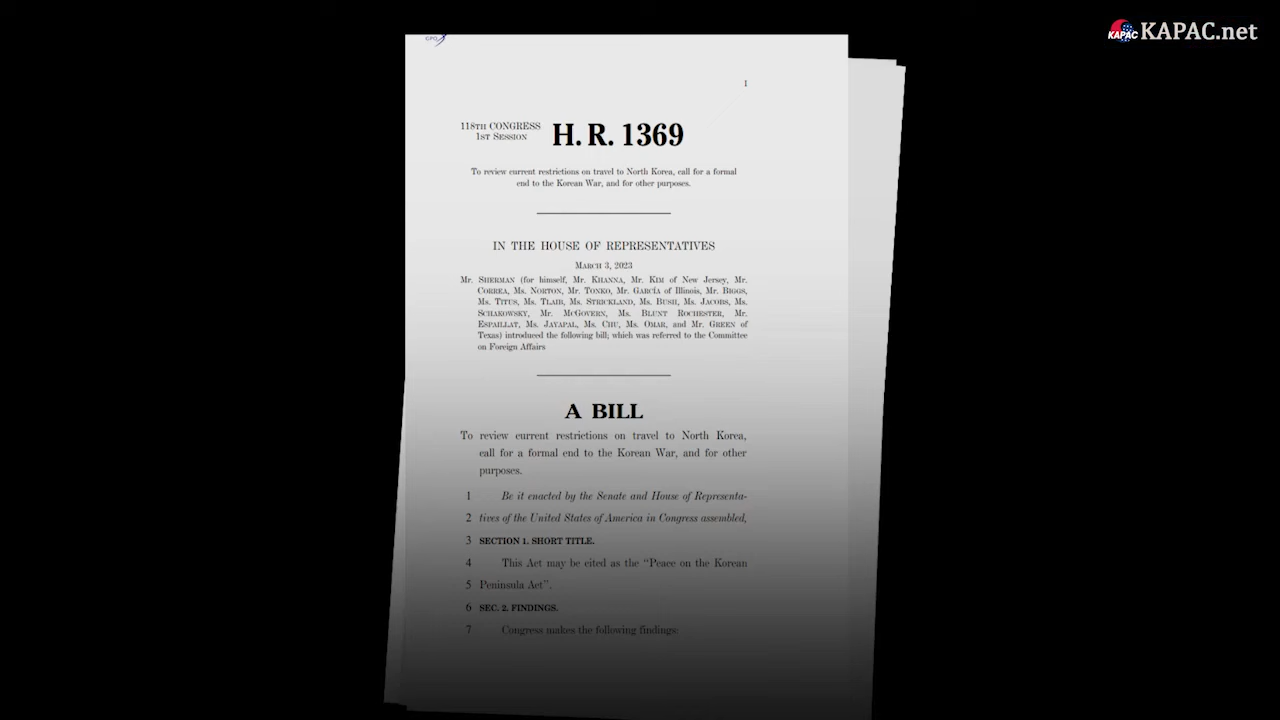 KAPAC KAPAC.net
GPO
I
118TH CONGRESS
1ST SESSION
H. R. 1369
To review current restrictions on travel to North Korea, call for a formal
end to the Korean War, and for other purposes.
IN THE HOUSE OF REPRESENTATIVES
MARCH 3, 2023
Mr. SHERMAN (for himself, Mr. KHANNA, Mr. KIM of New Jersey, Mr.
CORREA, Ms. NORTON, Mr. TONKO, Mr. GARCÍA of Illinois, Mr. BIGGS,
Ms. TITUS, Ms. TLAIB, Ms. STRICKLAND, Ms. BUSH, Ms. JACOBS, Ms.
SCHAKOWSKY, Mr. MCGOVERN, Ms. BLUNT ROCHESTER, Mr.
ESPAILLAT, Ms. JAYAPAL, Ms. CHU, Ms. OMAR, and Mr. GREEN of
Texas) introduced the following bill; which was referred to the Committee
on Foreign Affairs
A BILL
To review current restrictions on travel to North Korea,
call for a formal end to the Korean War, and for other
purposes.
1 Be it enacted by the Senate and House of Representa-
2 tives of the United States of America in Congress assembled,
3 SECTION 1. SHORT TITLE.
4 This Act may be cited as the “Peace on the Korean
5 Peninsula Act”.
6 SEC. 2. FINDINGS.
7 Congress makes the following findings: